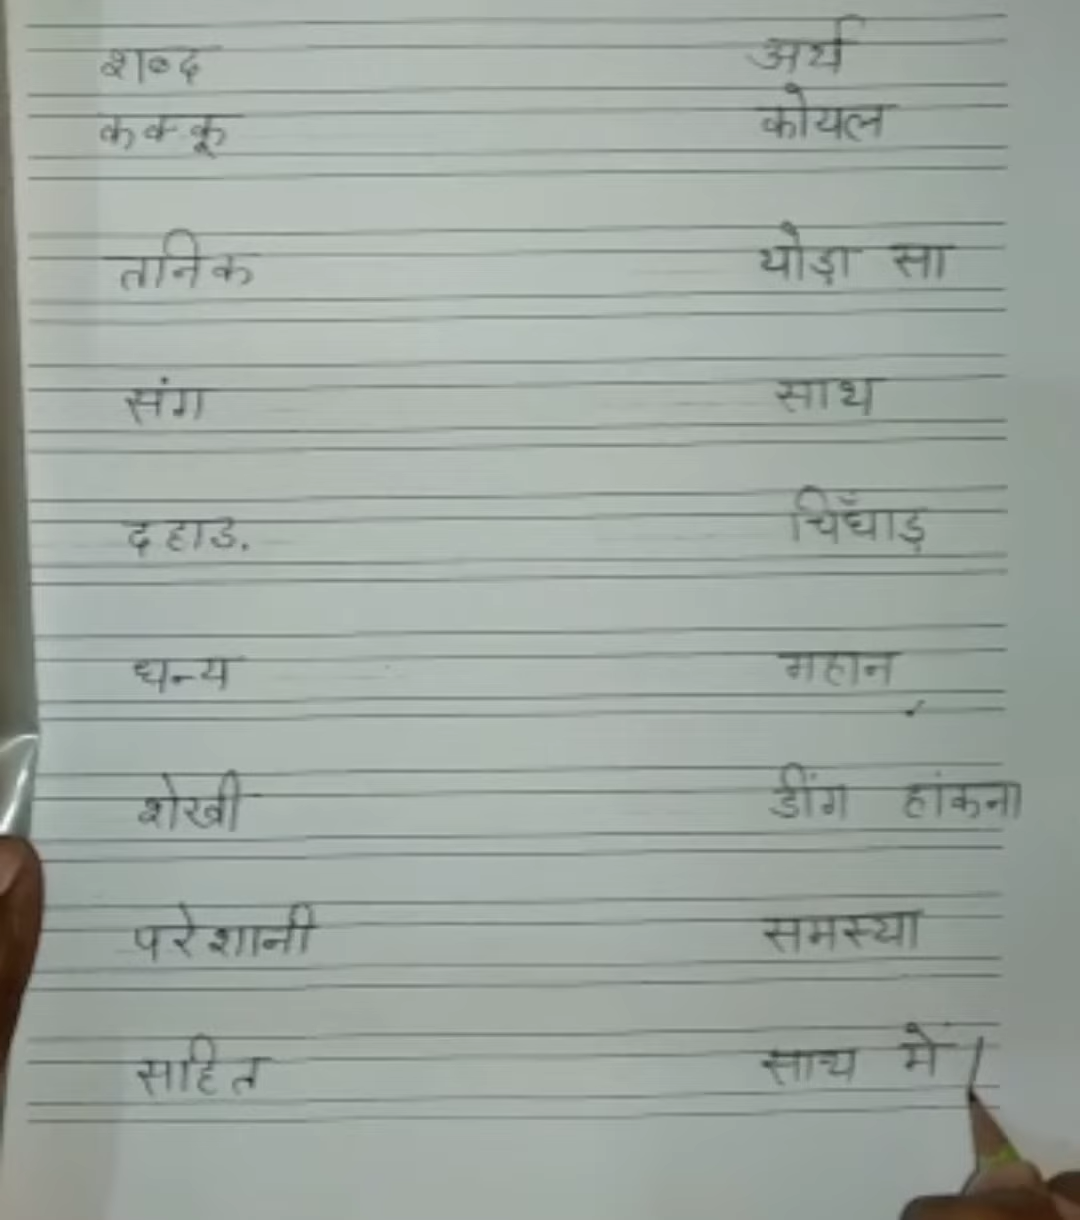 शब्द अर्थ
कक्कू कोयल
तनिक थोड़ा सा
संग साथ
दहाड़ चिँघाड़
धन्य महान
शेखी डींग हांकना
परेशानी समस्या
सहित साथ में।